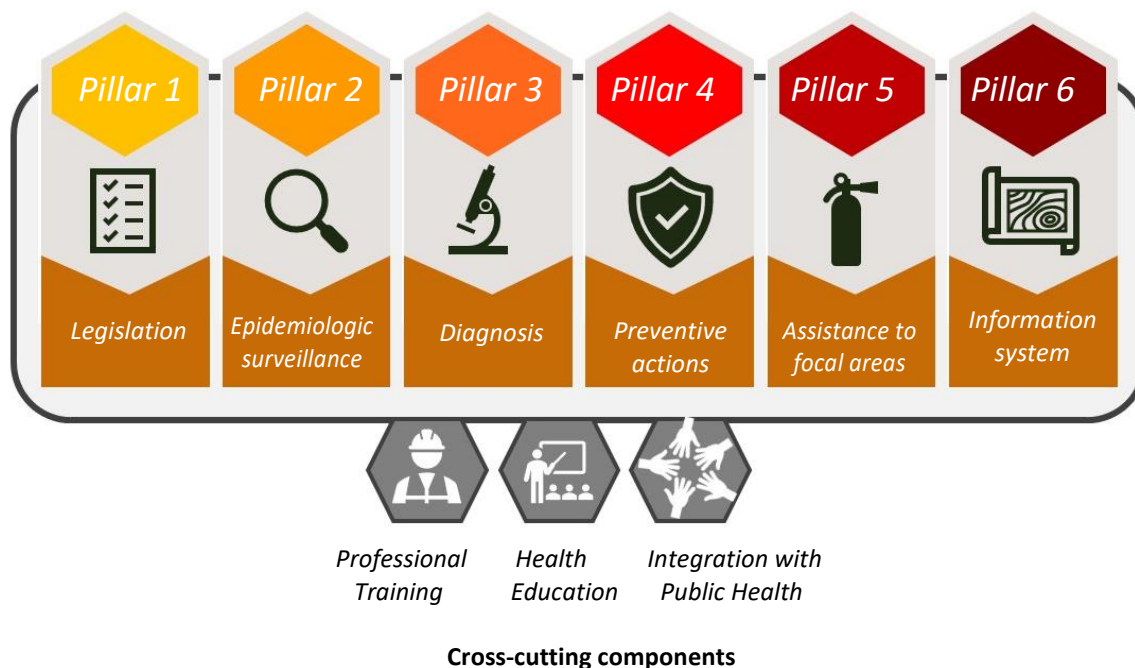 Pillar 1
Pillar 2
Pillar 3
Pillar 4
Pillar 5
Pillar 6
Legislation
Epidemiologic
surveillance
Diagnosis
Preventive
actions
Assistance to
focal areas
Information
system
Professional
Training
Health
Education
Integration with
Public Health
Cross-cutting components